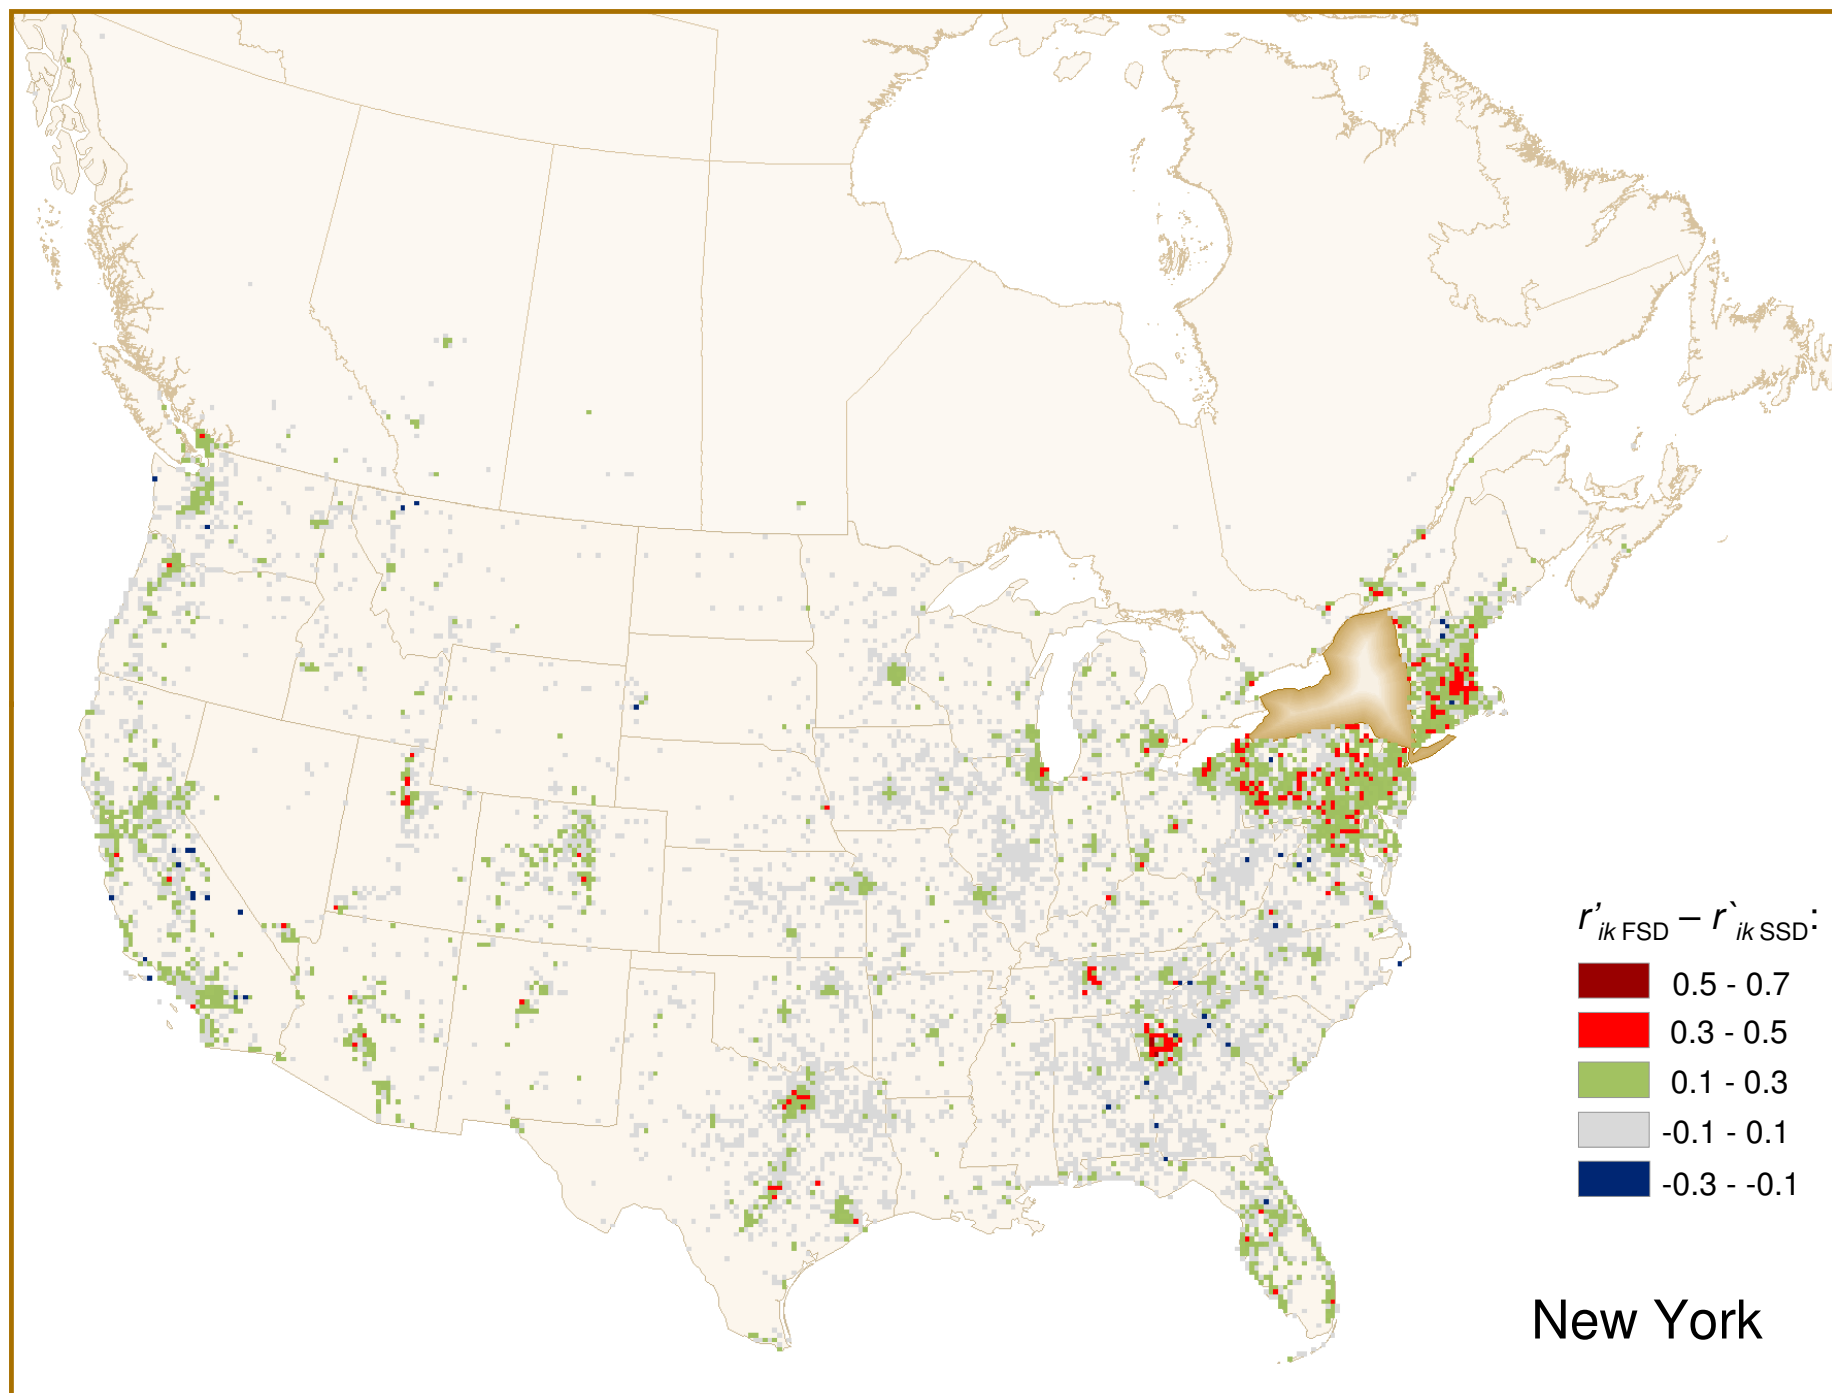 r'ik FSD – r`ik SSD:
0.5 - 0.7
0.3 - 0.5
0.1 - 0.3
-0.1 - 0.1
-0.3 - -0.1
New York